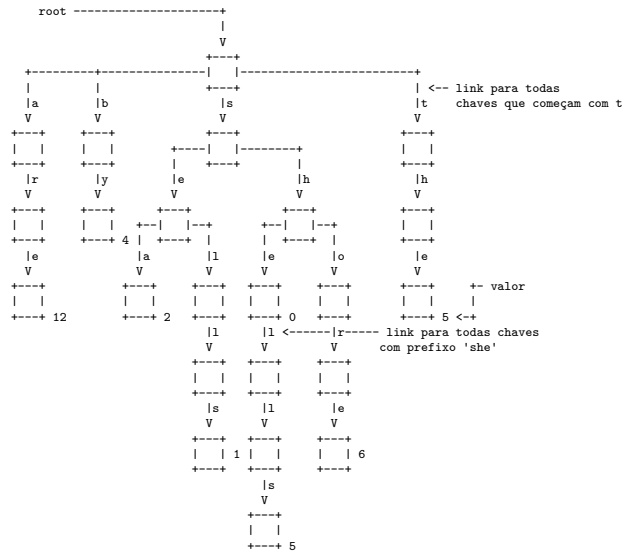 root --------------------+
|
V
+---+
+---------+---------------| |-------------------------+
| | +---+ | <-- link para todas
|a |b |s |t chaves que começam com t
V V V V
+---+ +---+ +---+ +---+
| | | | +----| |--------+ | |
+---+ +---+ | +---+ | +---+
|r |y |e |h |h
V V V V V
+---+ +---+ +---+ +---+ +---+
| | | | +--| |--+ +--| |--+ | |
+---+ +---+ 4 | +---+ | | +---+ | +---+
|e |a |l |e |o |e
V V V V V V
+---+ +---+ +---+ +---+ +---+ +---+ +- valor
| | | | | | | | | | | | |
+---+ 12 +---+ 2 +---+ +---+ 0 +---+ +---+ 5 <-+
|l |l <------|r----- link para todas chaves
V V V com prefixo 'she'
+---+ +---+ +---+
| | | | | |
+---+ +---+ +---+
|s |l |e
V V V
+---+ +---+ +---+
| | 1 | | | | 6
+---+ +---+ +---+
|s
V
+---+
| |
+---+ 5